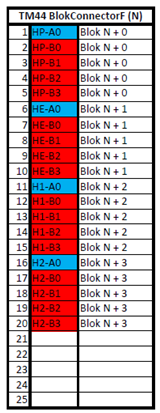 TM44 BlokConnectorF (N)
1 HP-A0 Blok N + 0
2 HP-B0 Blok N + 0
3 HP-B1 Blok N + 0
4 HP-B2 Blok N + 0
5 HP-B3 Blok N + 0
6 HE-A0 Blok N + 1
7 HE-B0 Blok N + 1
8 HE-B1 Blok N + 1
9 HE-B2 Blok N + 1
10 HE-B3 Blok N + 1
11 H1-A0 Blok N + 2
12 H1-B0 Blok N + 2
13 H1-B1 Blok N + 2
14 H1-B2 Blok N + 2
15 H1-B3 Blok N + 2
16 H2-A0 Blok N + 3
17 H2-B0 Blok N + 3
18 H2-B1 Blok N + 3
19 H2-B2 Blok N + 3
20 H2-B3 Blok N + 3
21
22
23
24
25